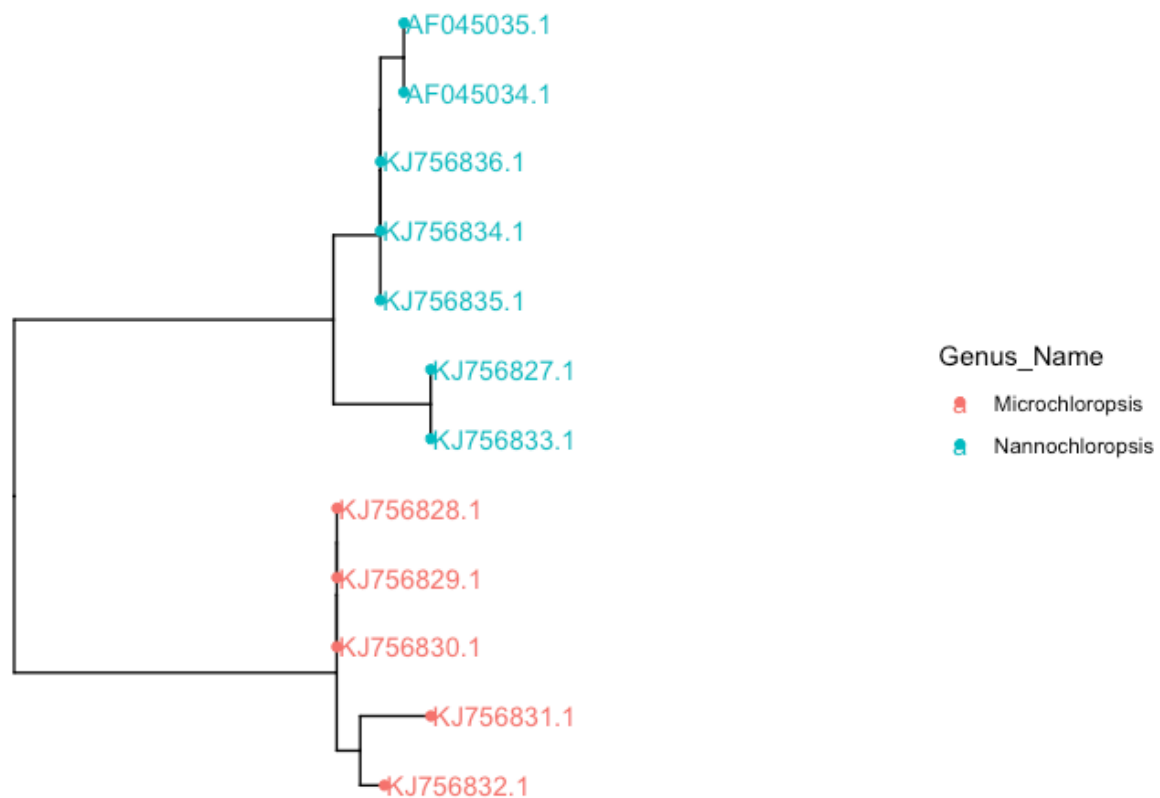 AF045035.1
AF045034.1
KJ756836.1
KJ756834.1
KJ756835.1
KJ756827.1
KJ756833.1
KJ756828.1
KJ756829.1
KJ756830.1
KJ756831.1
KJ756832.1
Genus_Name
a Microchloropsis
a Nannochloropsis